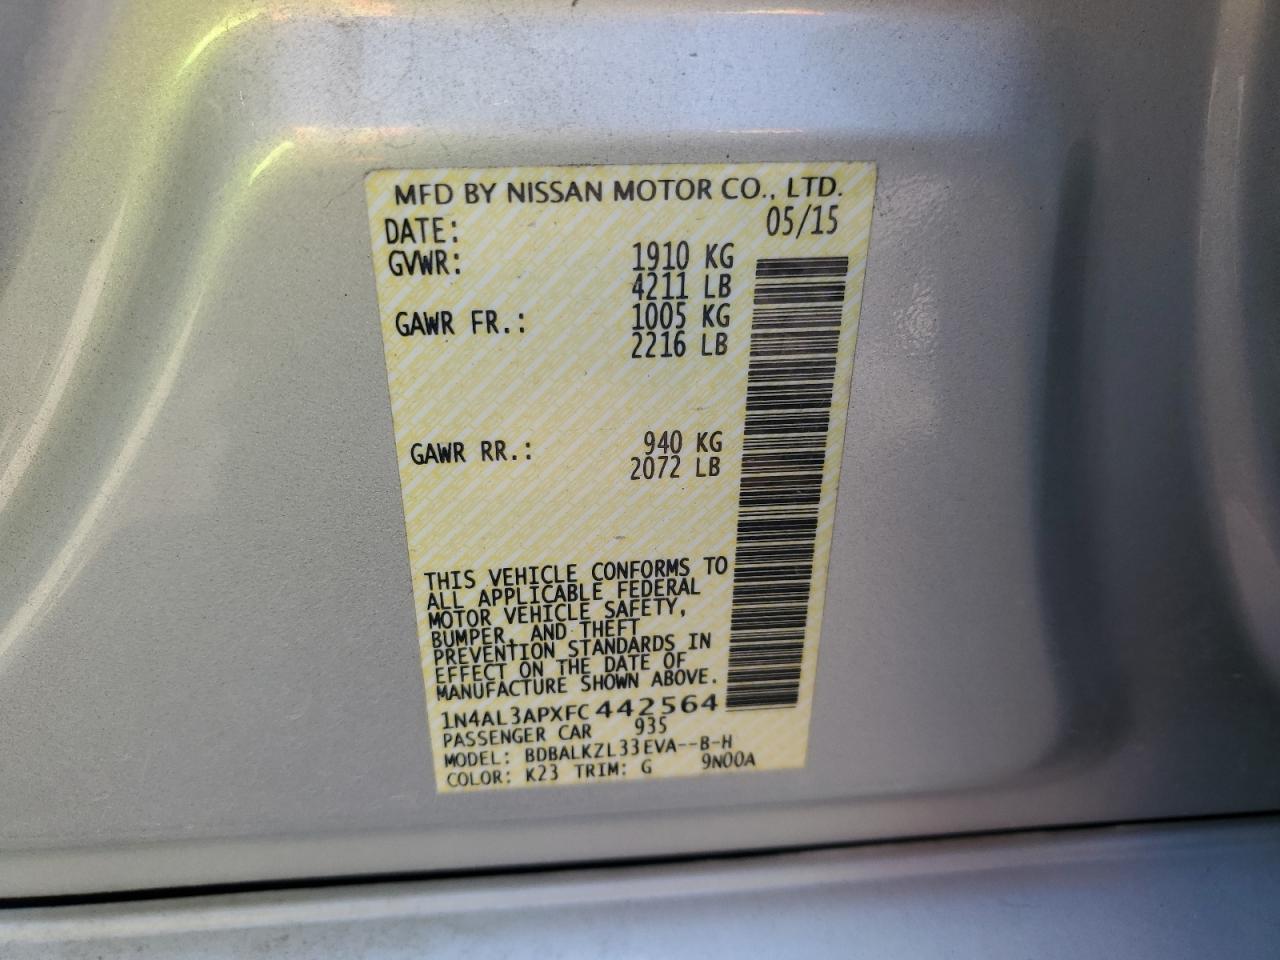 MFD BY NISSAN MOTOR CO., LTD.
DATE: 05/15
GVWR: 1910 KG
4211 LB
GAWR FR.: 1005 KG
2216 LB
GAWR RR.: 940 KG
2072 LB
THIS VEHICLE CONFORMS TO
ALL APPLICABLE FEDERAL
MOTOR VEHICLE SAFETY,
BUMPER, AND THEFT
PREVENTION STANDARDS IN
EFFECT ON THE DATE OF
MANUFACTURE SHOWN ABOVE.
1N4AL3APXFC442564
PASSENGER CAR 935
MODEL: BDBALKZL33EVA--B-H
COLOR: K23 TRIM: G 9N00A